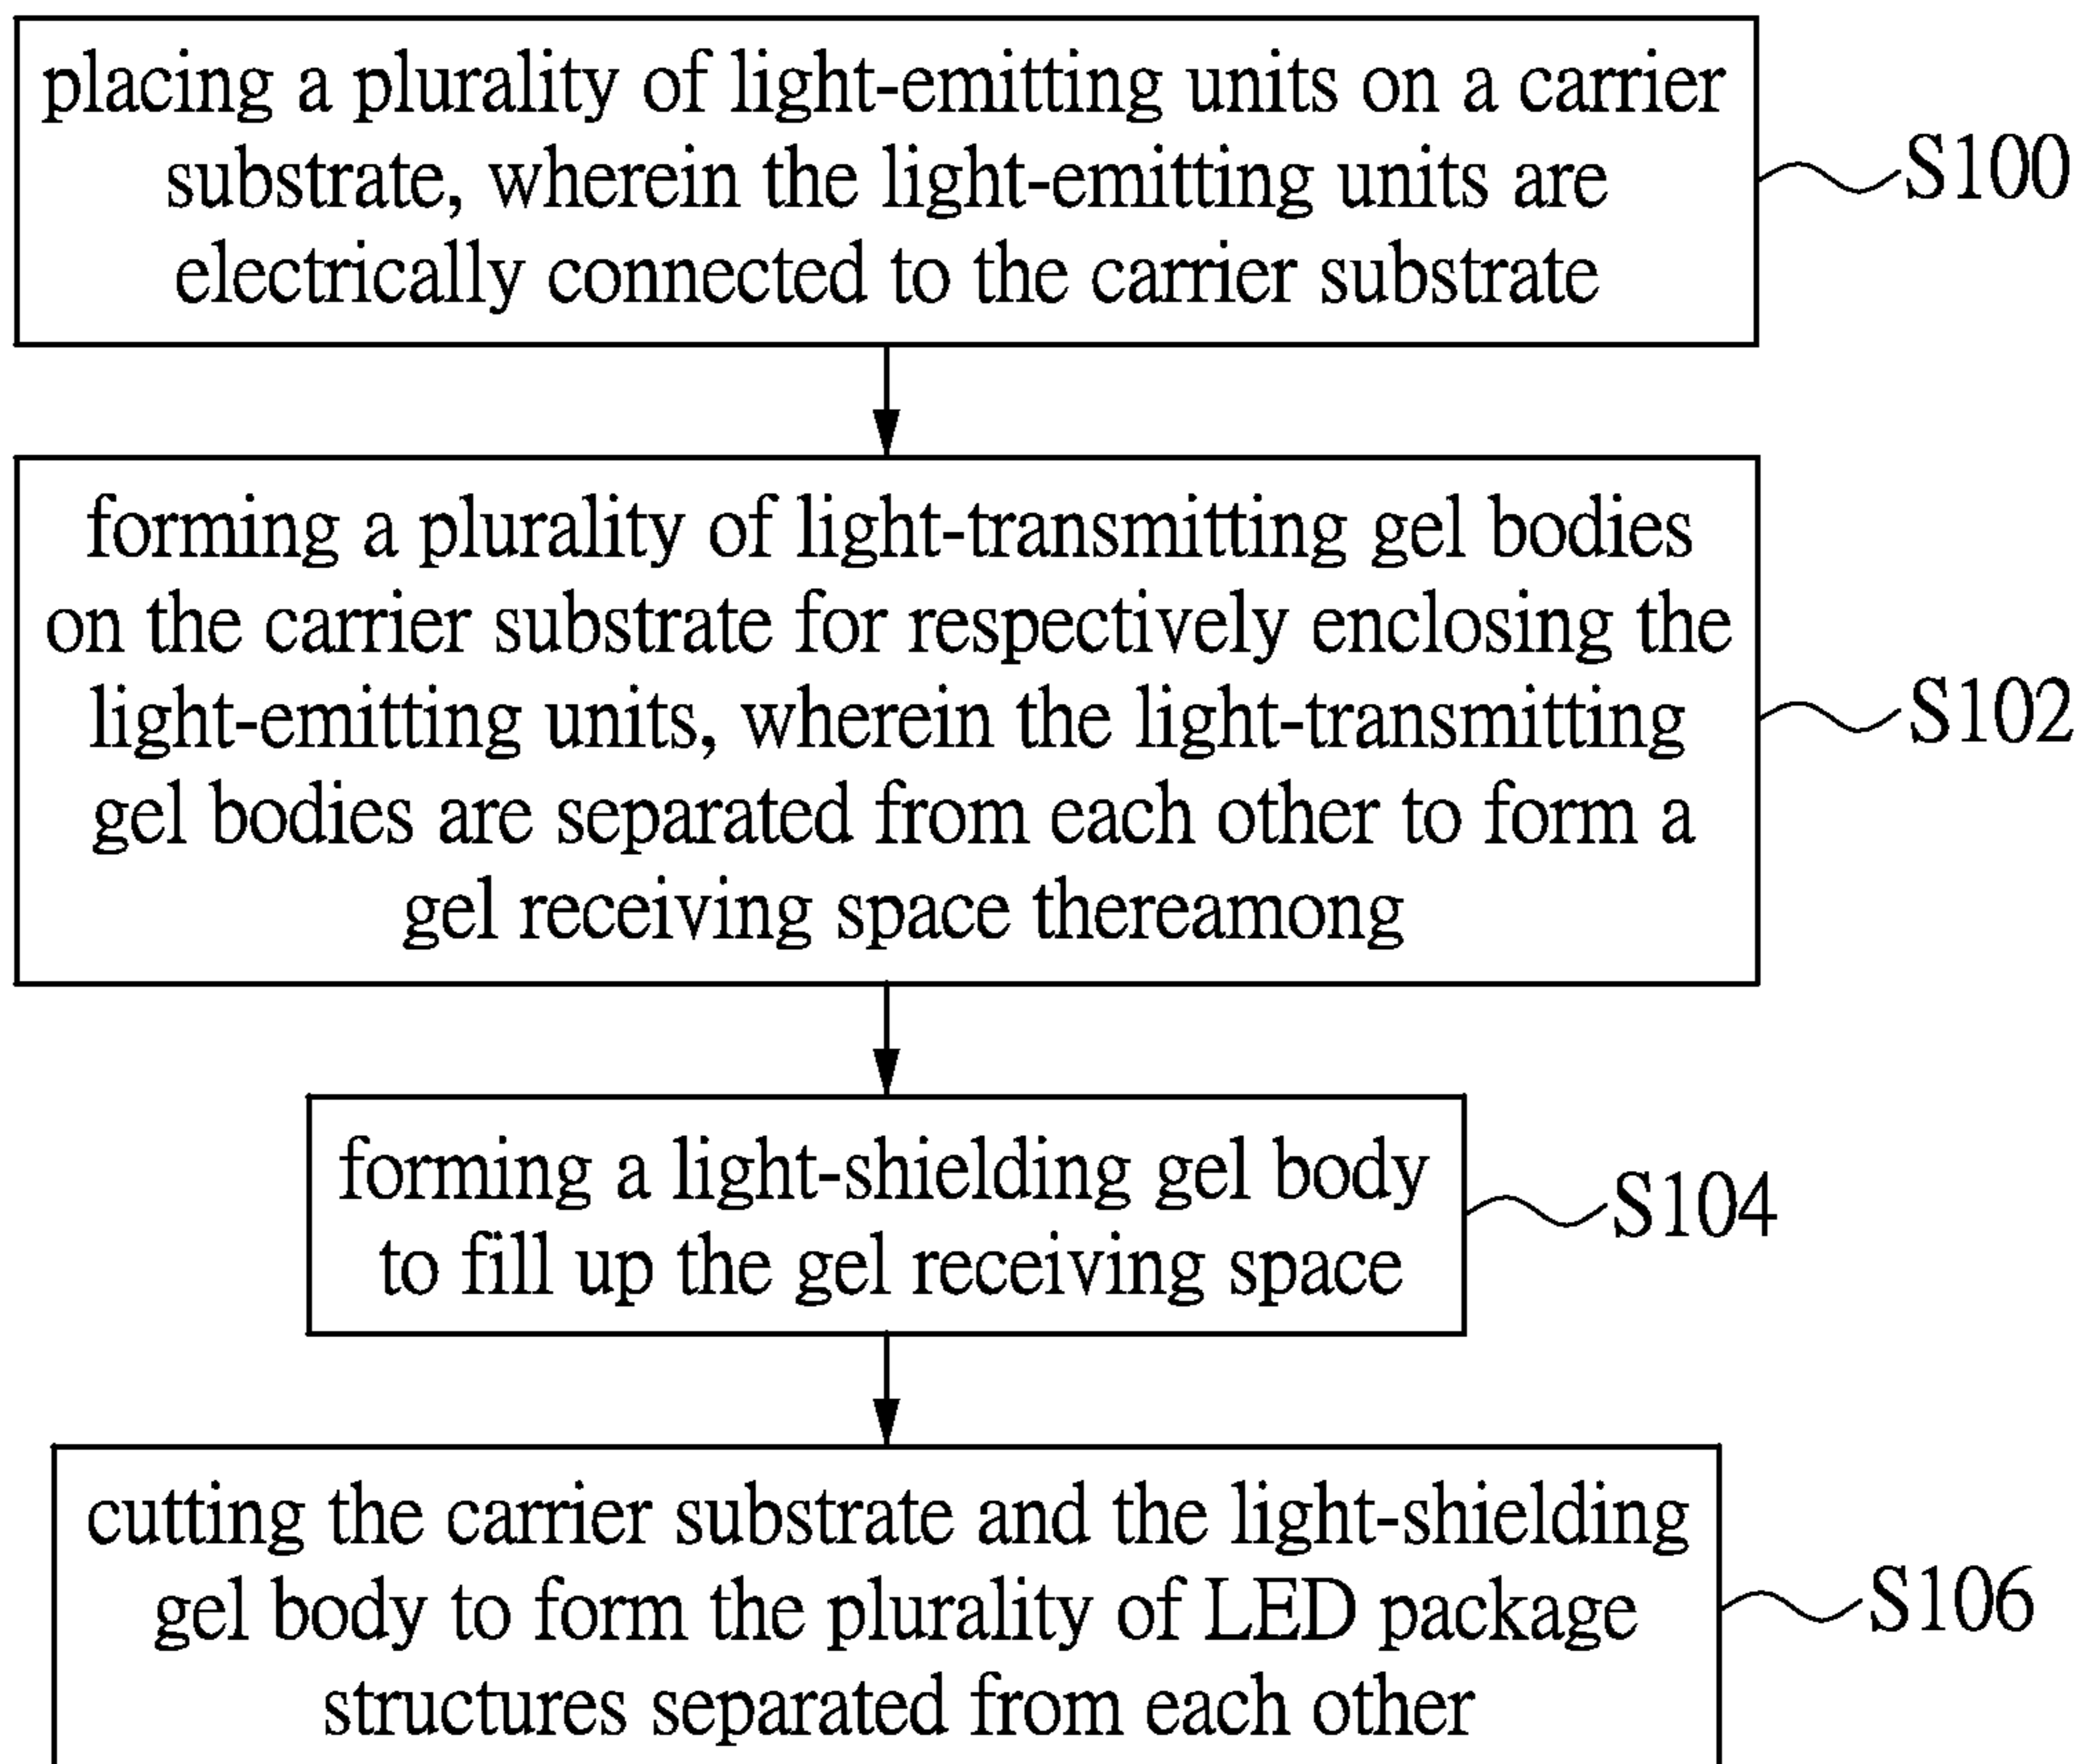 placing a plurality of light-emitting units on a carrier
substrate, wherein the light-emitting units are
electrically connected to the carrier substrate
S100
forming a plurality of light-transmitting gel bodies
on the carrier substrate for respectively enclosing the
light-emitting units, wherein the light-transmitting
gel bodies are separated from each other to form a
gel receiving space thereamong
S102
forming a light-shielding gel body
to fill up the gel receiving space
S104
cutting the carrier substrate and the light-shielding
gel body to form the plurality of LED package
structures separated from each other
S106